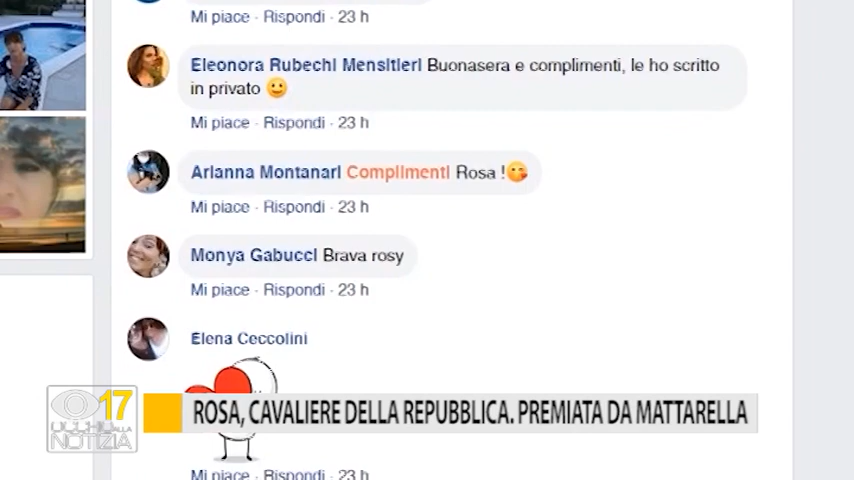 Mi piace · Rispondi · 23 h
Eleonora Rubechi Mensitieri Buonasera e complimenti, le ho scritto
in privato
Mi piace · Rispondi · 23 h
Arianna Montanari Complimenti Rosa !
Mi piace · Rispondi · 23 h
Monya Gabucci Brava rosy
Mi piace · Rispondi · 23 h
Elena Ceccolini
17
OCCHIO ALLA
NOTIZIA
ROSA, CAVALIERE DELLA REPUBBLICA. PREMIATA DA MATTARELLA
Mi piace · Rispondi · 23 h